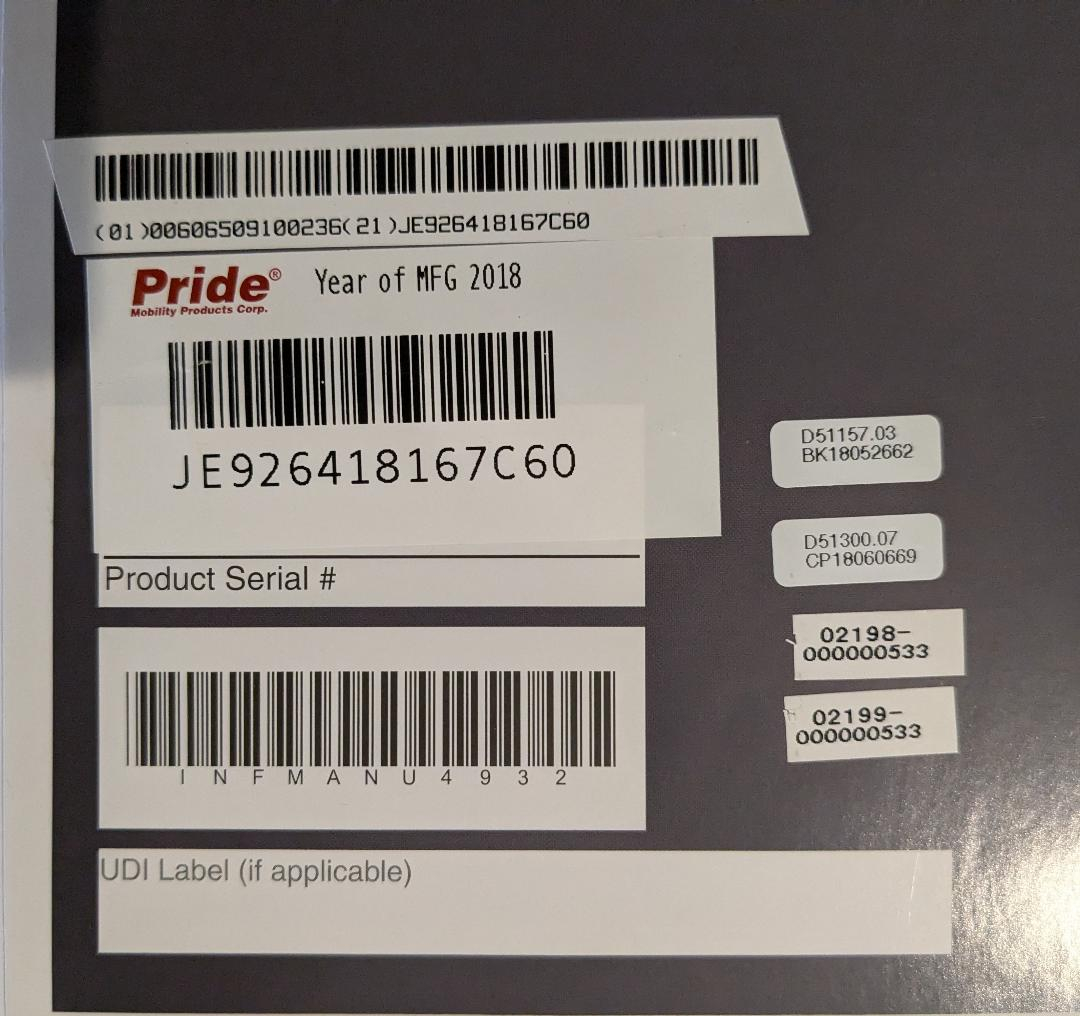 (01)00606509100236(21)JE926418167C60
Pride®
Mobility Products Corp.
Year of MFG 2018
JE926418167C60
Product Serial #
INFMANU4932
UDI Label (if applicable)
D51157.03
BK18052662
D51300.07
CP18060669
02198-
000000533
02199-
000000533